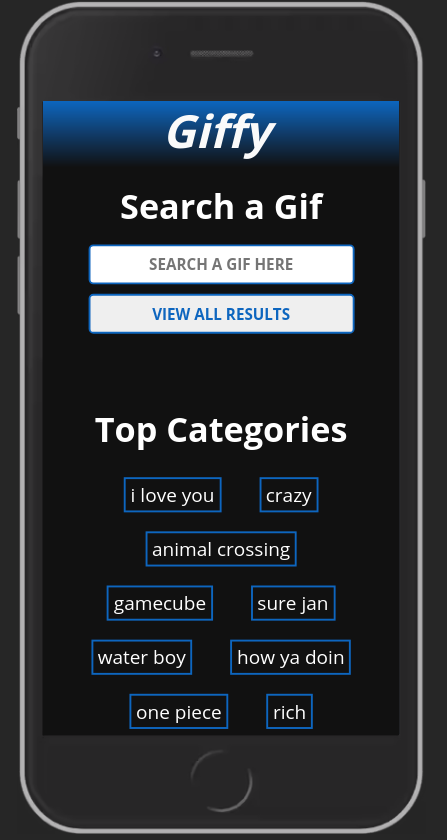 Giffy
Search a Gif
SEARCH A GIF HERE
VIEW ALL RESULTS
Top Categories
i love you crazy
animal crossing
gamecube sure jan
water boy how ya doin
one piece rich